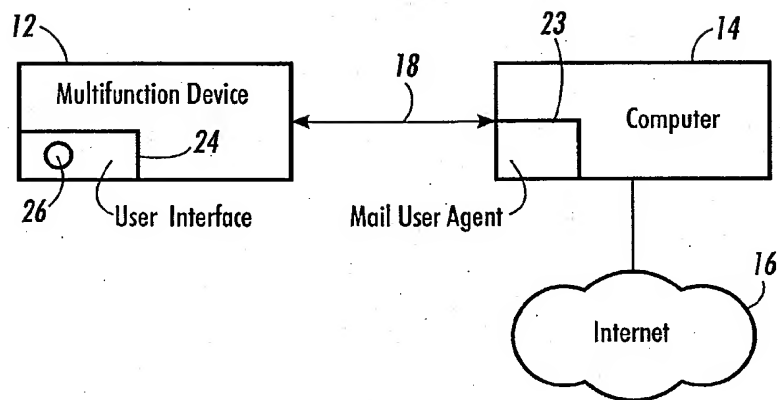 12
Multifunction Device
24
26
User Interface
18
23
14
Computer
Mail User Agent
16
Internet